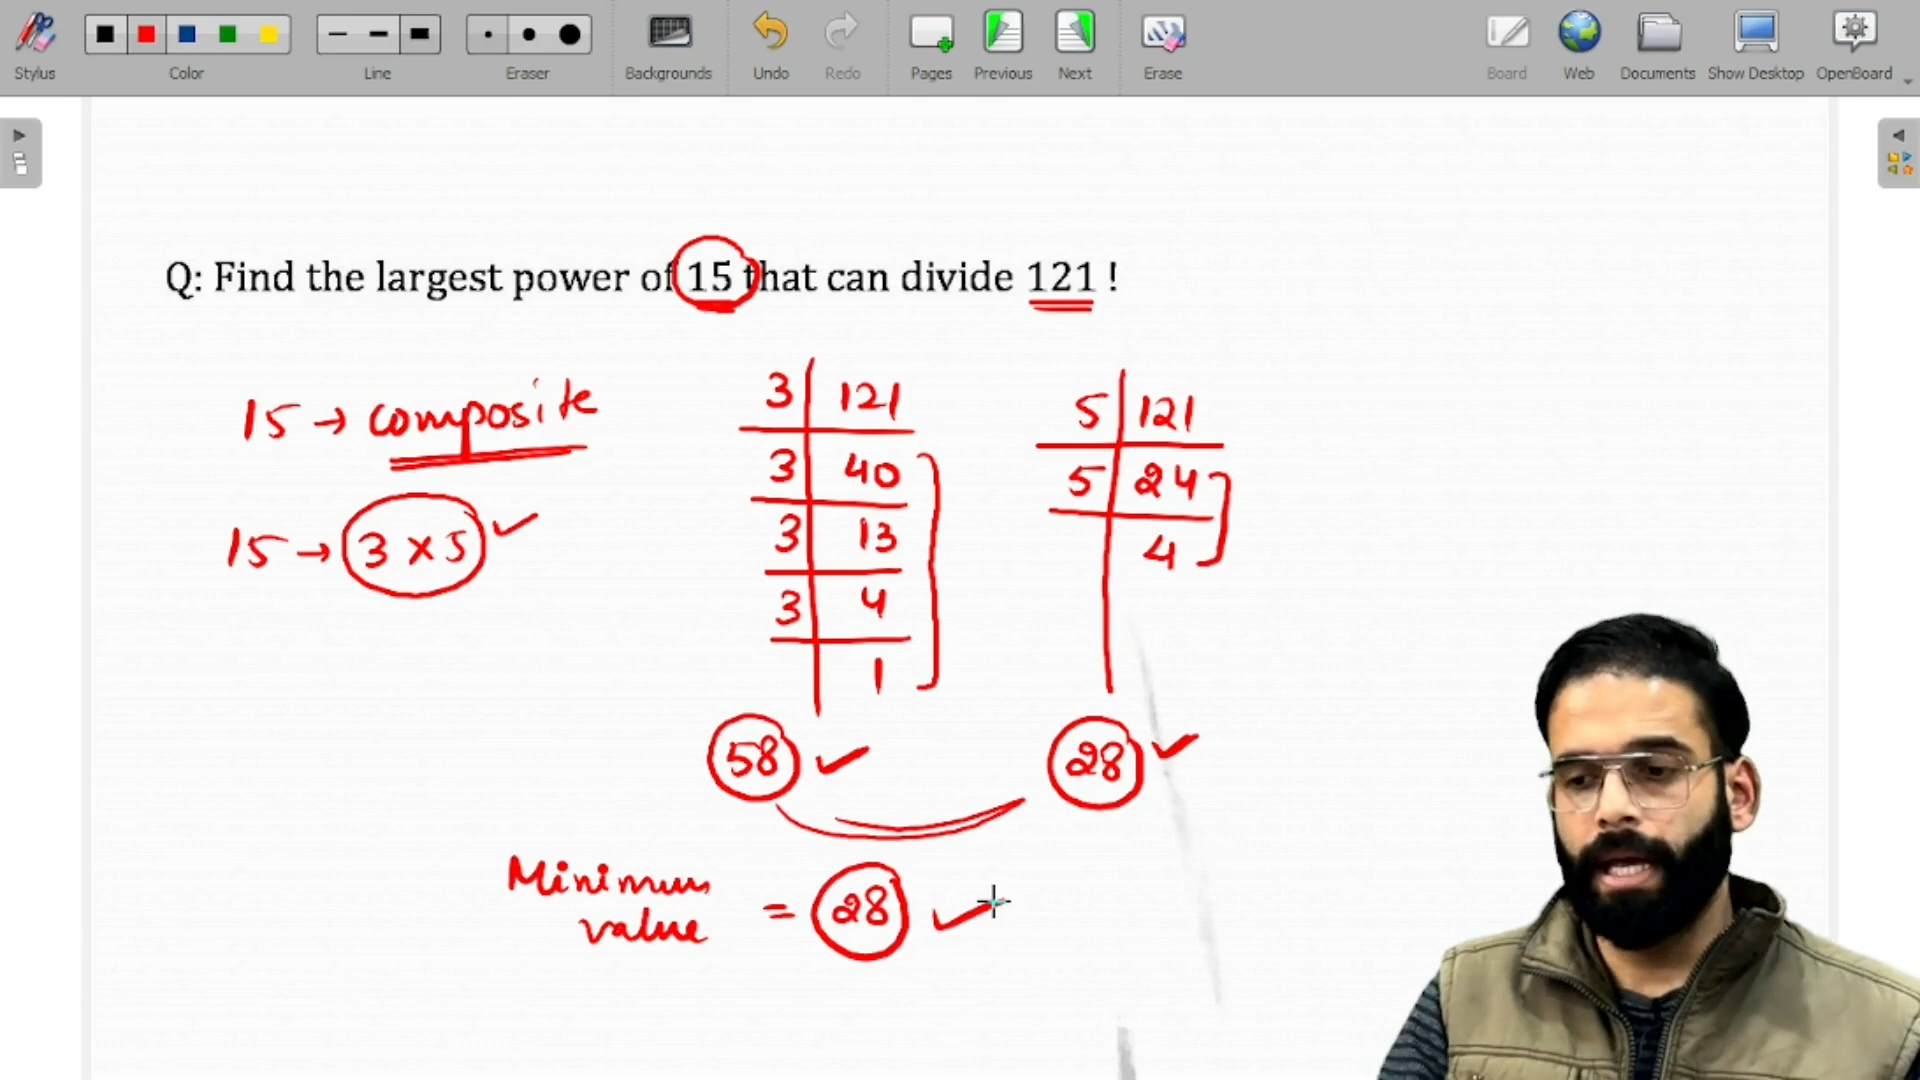 Stylus
Color
Line
Eraser
Backgrounds
Undo
Redo
Pages
Previous
Next
Erase
Board
Web
Documents
Show Desktop
OpenBoard
Q: Find the largest power of 15 that can divide 121 !
15 → composite
15 → 3 × 5
3 121
3 40
3 13
3 4
1
58
5 121
5 24
4
28
Minimum
value = 28